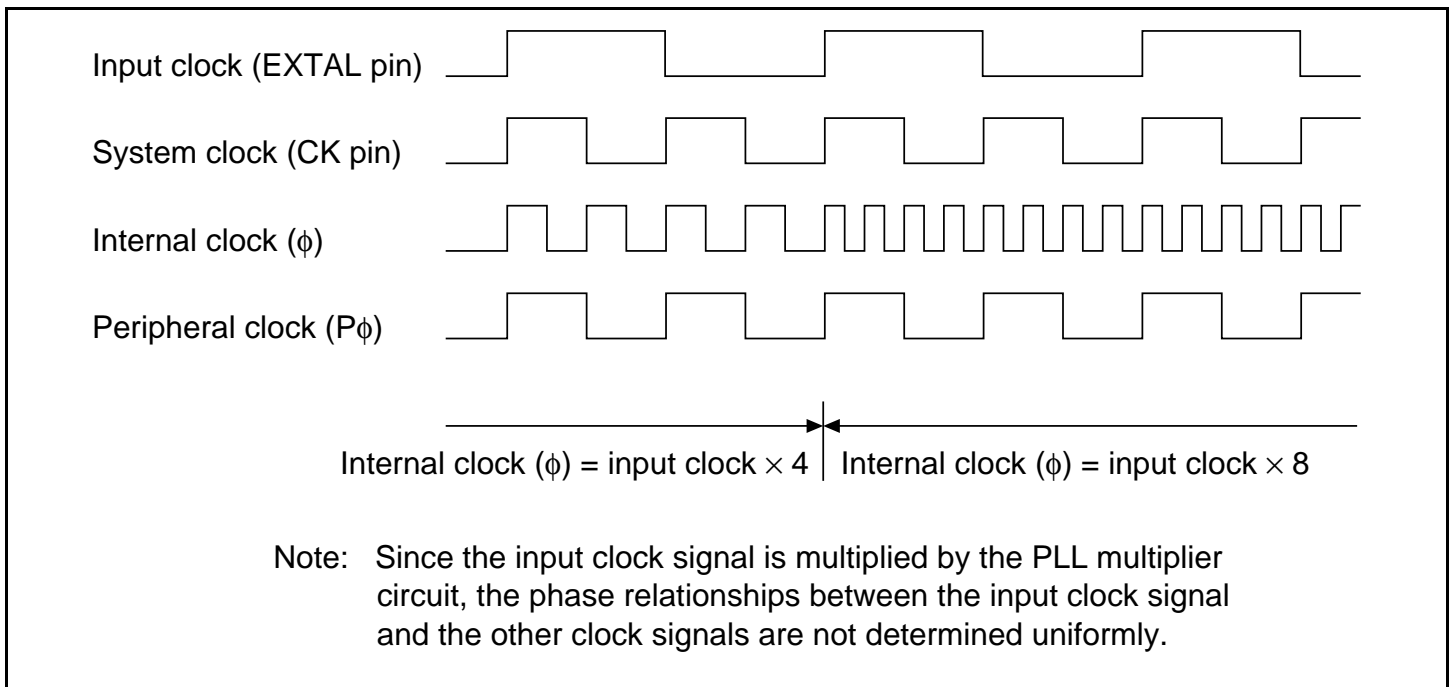 Input clock (EXTAL pin)
System clock (CK pin)
Internal clock (ϕ)
Peripheral clock (Pϕ)
Internal clock (ϕ) = input clock × 4
Internal clock (ϕ) = input clock × 8
Note: Since the input clock signal is multiplied by the PLL multiplier
circuit, the phase relationships between the input clock signal
and the other clock signals are not determined uniformly.